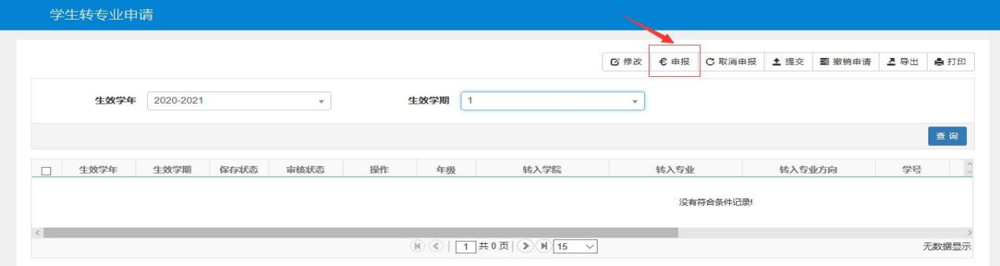 学生转专业申请
修改 申报 取消申报 提交 撤销申请 导出 打印
生效学年 2020-2021 生效学期 1
查 询
生效学年 生效学期 保存状态 审核状态 操作 年级 转入学院 转入专业 转入专业方向 学号
没有符合条件记录!
1 共 0 页 15 无数据显示